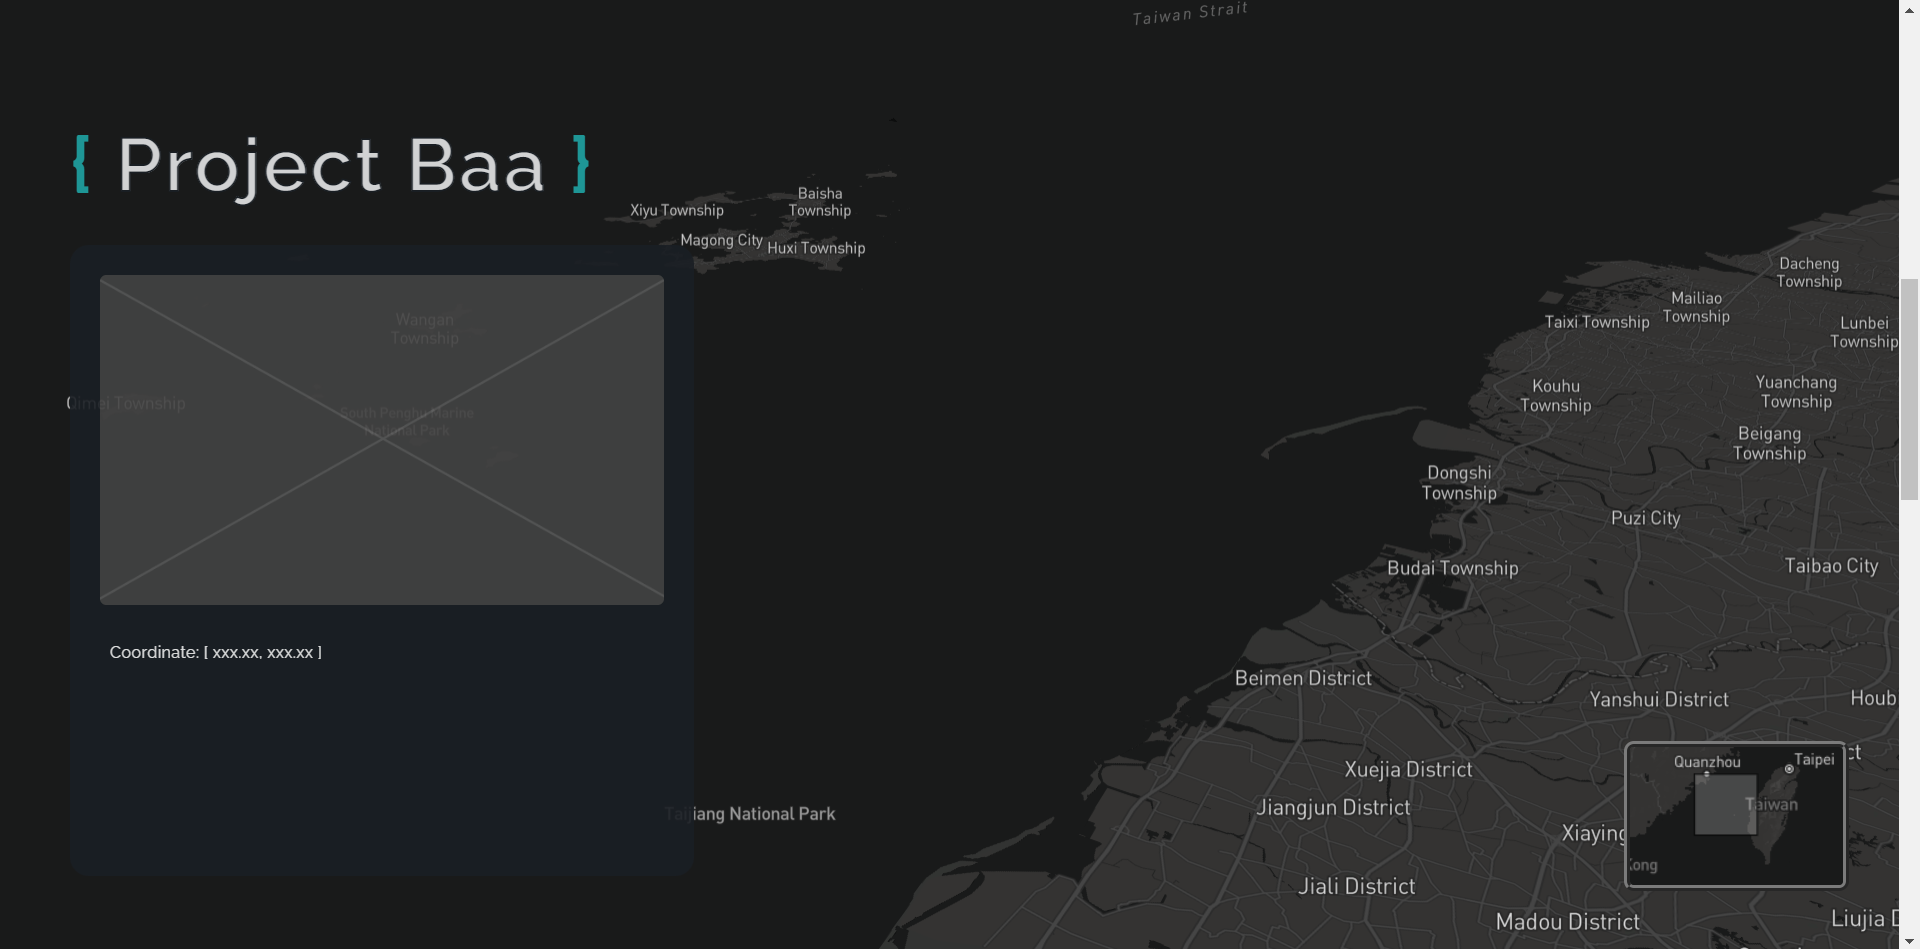 Taiwan Strait
{ Project Baa }
Baisha
Township
Xiyu Township
Magong City
Huxi Township
Dacheng
Township
Mailiao
Township
Taixi Township
Lunbei
Township
Wangan
Township
Qimei Township
South Penghu Marine
National Park
Kouhu
Township
Yuanchang
Township
Beigang
Township
Dongshi
Township
Puzi City
Budai Township
Taibao City
Coordinate: [ xxx.xx, xxx.xx ]
Beimen District
Yanshui District
Houb
Xuejia District
ct
Quanzhou
Taipei
Taiwan
Jiangjun District
Taijiang National Park
Xiaying
Kong
Jiali District
Madou District
Liujia D